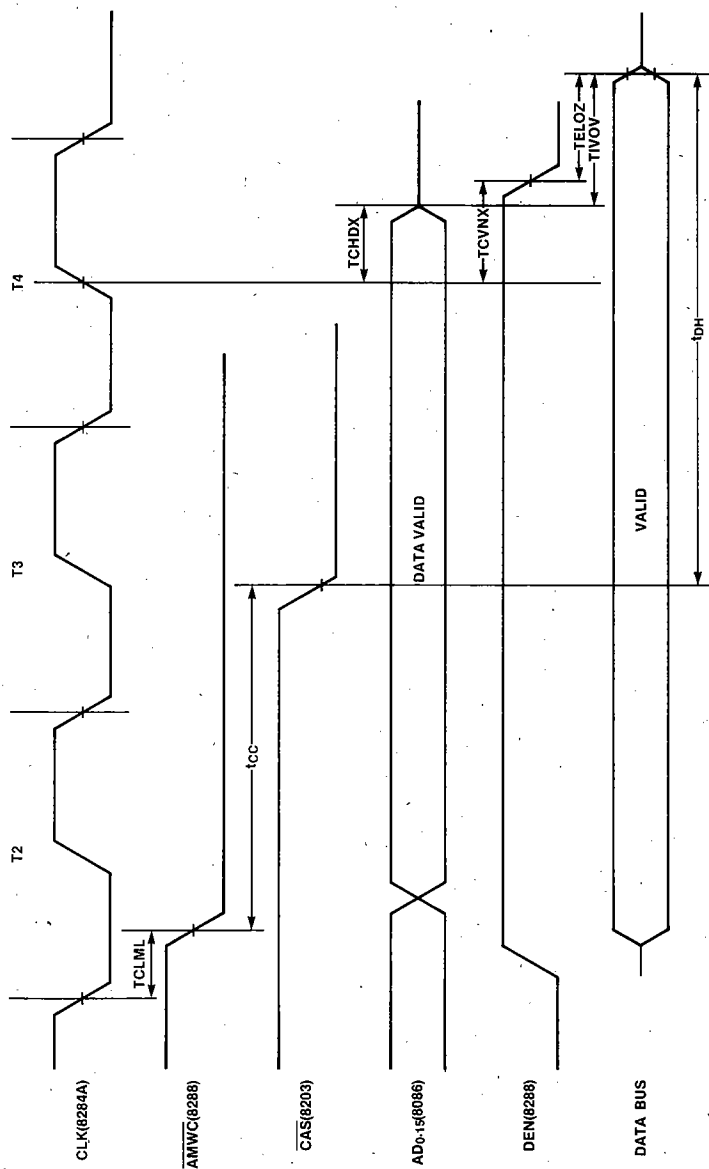 T2
T3
T4
CLK(8284A)
AMWC(8288)
TCLML
tCC
CAS(8203)
AD0-15(8086)
DATA VALID
TCHDX
DEN(8288)
TCVNX
TELOZ
TIVOV
DATA BUS
VALID
tDH